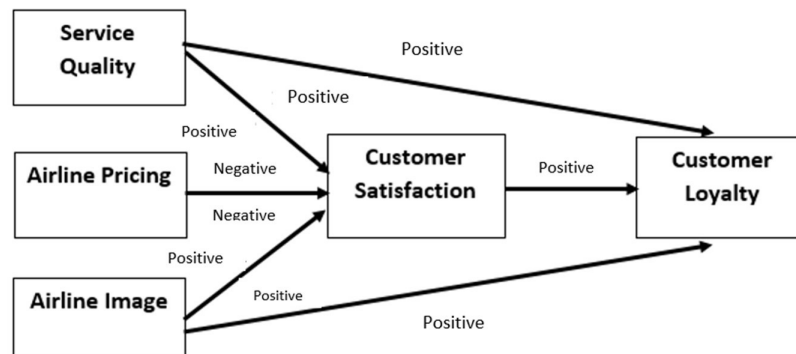 Service
Quality
Positive
Positive
Positive
Airline Pricing
Negative
Negative
Customer
Satisfaction
Positive
Customer
Loyalty
Positive
Airline Image
Positive
Positive